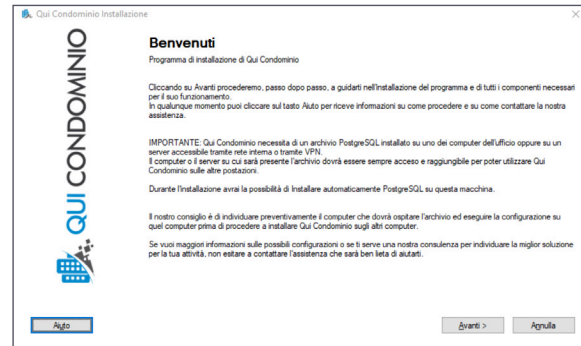 Qui Condominio Installazione
QUI CONDOMINIO
Benvenuti
Programma di installazione di Qui Condominio
Cliccando su Avanti procederemo, passo dopo passo, a guidarti nell'Installazione del programma e di tutti i componenti necessari
per il suo funzionamento.
In qualunque momento puoi cliccare sul tasto Aiuto per riceve informazioni su come procedere e su come contattare la nostra
assistenza.
IMPORTANTE: Qui Condominio necessita di un archivio PostgreSQL installato su uno dei computer dell'ufficio oppure su un
server accessibile tramite rete interna o tramite VPN.
Il computer o il server su cui sarà presente l'archivio dovrà essere sempre acceso e raggiungibile per poter utilizzare Qui
Condominio sulle altre postazioni.
Durante l'installazione avrai la possibilità di Installare automaticamente PostgreSQL su questa macchina.
Il nostro consiglio è di individuare preventivamente il computer che dovrà ospitare l'archivio ed eseguire la configurazione su
quel computer prima di procedere a installare Qui Condominio sugli altri computer.
Se vuoi maggiori informazioni sulle possibili configurazioni o se ti serve una nostra consulenza per individuare la miglior soluzione
per la tua attività, non esitare a contattare l'assistenza che sarà ben lieta di aiutarti.
Aiuto
Avanti >
Annulla